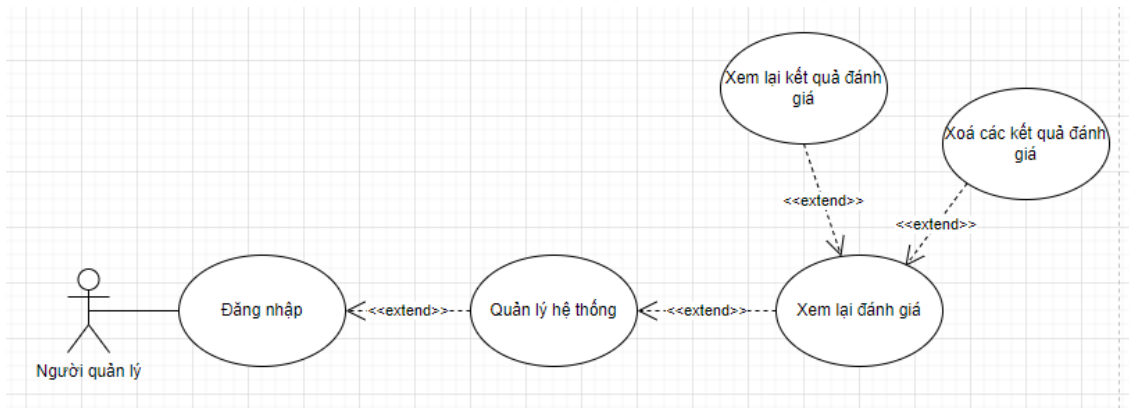 Xem lại kết quả đánh
giá
Xoá các kết quả đánh
giá
<<extend>>
<<extend>>
Đăng nhập
<<extend>>
Quản lý hệ thống
<<extend>>
Xem lại đánh giá
Người quản lý